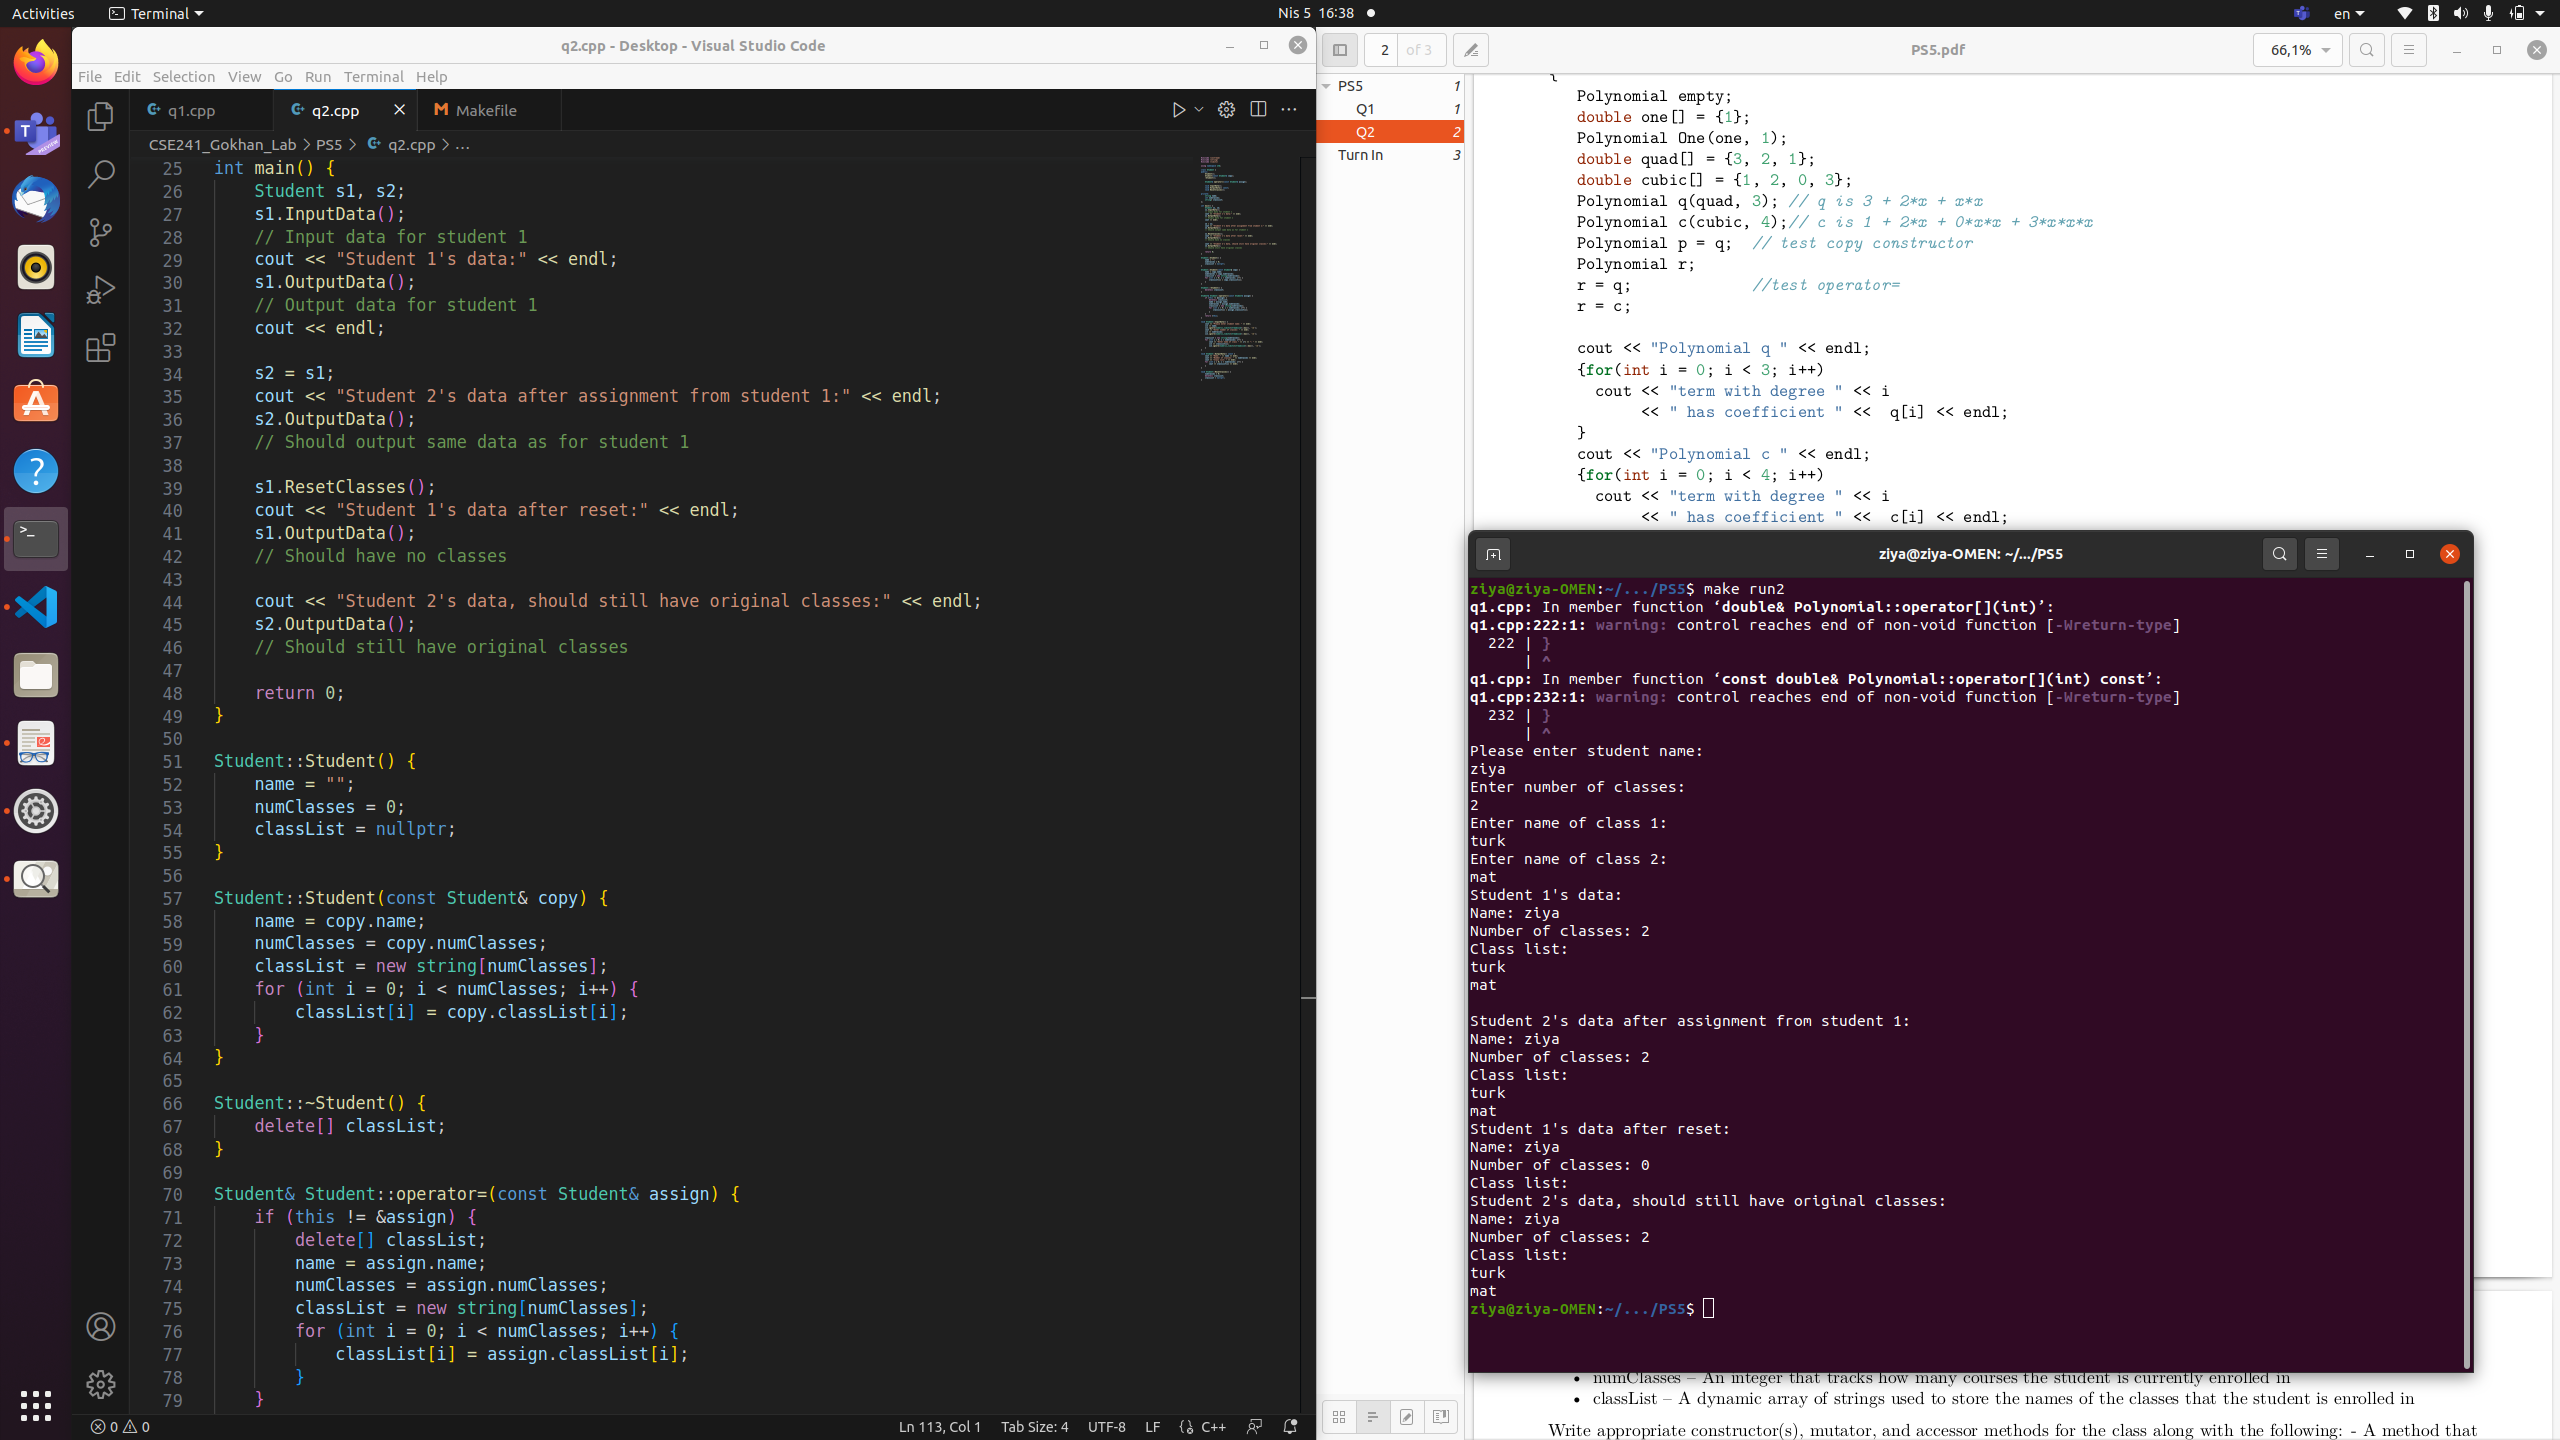 Activities
Terminal
Nis 5 16:38
en
q2.cpp - Desktop - Visual Studio Code
File Edit Selection View Go Run Terminal Help
q1.cpp
q2.cpp
M Makefile
CSE241_Gokhan_Lab > PS5 > q2.cpp > ...
25 int main() {
26 Student s1, s2;
27 s1.InputData();
28 // Input data for student 1
29 cout << "Student 1's data:" << endl;
30 s1.OutputData();
31 // Output data for student 1
32 cout << endl;
33
34 s2 = s1;
35 cout << "Student 2's data after assignment from student 1:" << endl;
36 s2.OutputData();
37 // Should output same data as for student 1
38
39 s1.ResetClasses();
40 cout << "Student 1's data after reset:" << endl;
41 s1.OutputData();
42 // Should have no classes
43
44 cout << "Student 2's data, should still have original classes:" << endl;
45 s2.OutputData();
46 // Should still have original classes
47
48 return 0;
49 }
50
51 Student::Student() {
52 name = "";
53 numClasses = 0;
54 classList = nullptr;
55 }
56
57 Student::Student(const Student& copy) {
58 name = copy.name;
59 numClasses = copy.numClasses;
60 classList = new string[numClasses];
61 for (int i = 0; i < numClasses; i++) {
62 classList[i] = copy.classList[i];
63 }
64 }
65
66 Student::~Student() {
67 delete[] classList;
68 }
69
70 Student& Student::operator=(const Student& assign) {
71 if (this != &assign) {
72 delete[] classList;
73 name = assign.name;
74 numClasses = assign.numClasses;
75 classList = new string[numClasses];
76 for (int i = 0; i < numClasses; i++) {
77 classList[i] = assign.classList[i];
78 }
79 }
0 0
Ln 113, Col 1 Tab Size: 4 UTF-8 LF C++
2 of 3
PS5.pdf
66,1%
PS5 1
Q1 1
Q2 2
Turn In 3
{
Polynomial empty;
double one[] = {1};
Polynomial One(one, 1);
double quad[] = {3, 2, 1};
double cubic[] = {1, 2, 0, 3};
Polynomial q(quad, 3); // q is 3 + 2*x + x*x
Polynomial c(cubic, 4);// c is 1 + 2*x + 0*x*x + 3*x*x*x
Polynomial p = q; // test copy constructor
Polynomial r;
r = q; //test operator=
r = c;
cout << "Polynomial q " << endl;
{for(int i = 0; i < 3; i++)
cout << "term with degree " << i
<< " has coefficient " << q[i] << endl;
}
cout << "Polynomial c " << endl;
{for(int i = 0; i < 4; i++)
cout << "term with degree " << i
<< " has coefficient " << c[i] << endl;
ziya@ziya-OMEN: ~/.../PS5
ziya@ziya-OMEN:~/.../PS5$ make run2
q1.cpp: In member function ‘double& Polynomial::operator[](int)’:
q1.cpp:222:1: warning: control reaches end of non-void function [-Wreturn-type]
222 | }
| ^
q1.cpp: In member function ‘const double& Polynomial::operator[](int) const’:
q1.cpp:232:1: warning: control reaches end of non-void function [-Wreturn-type]
232 | }
| ^
Please enter student name:
ziya
Enter number of classes:
2
Enter name of class 1:
turk
Enter name of class 2:
mat
Student 1's data:
Name: ziya
Number of classes: 2
Class list:
turk
mat
Student 2's data after assignment from student 1:
Name: ziya
Number of classes: 2
Class list:
turk
mat
Student 1's data after reset:
Name: ziya
Number of classes: 0
Class list:
Student 2's data, should still have original classes:
Name: ziya
Number of classes: 2
Class list:
turk
mat
ziya@ziya-OMEN:~/.../PS5$
• numClasses – An integer that tracks how many courses the student is currently enrolled in
• classList – A dynamic array of strings used to store the names of the classes that the student is enrolled in
Write appropriate constructor(s), mutator, and accessor methods for the class along with the following: - A method that